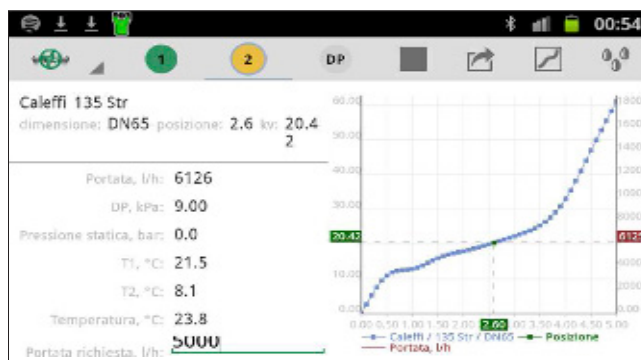 00:54
1
2
DP
Caleffi 135 Str
dimensione: DN65 posizione: 2.6 kv: 20.4
2
Portata, l/h: 6126
DP, kPa: 9.00
Pressione statica, bar: 0.0
T1, °C: 21.5
T2, °C: 8.1
Temperatura, °C: 23.8
Portata richiesta, l/h: 5000
60.00
50.00
40.00
30.00
20.42
10.00
0.00
0.00 0.50 1.00 1.50 2.00 2.60 3.00 3.50 4.00 4.50 5.00
Caleffi / 135 Str / DN65 Posizione
Portata, l/h